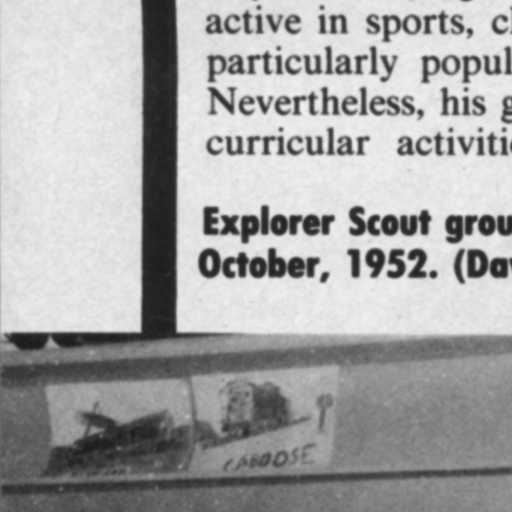 active in sports, cl
particularly popul
Nevertheless, his g
curricular activitie
Explorer Scout grou
October, 1952. (Dav
CABOOSE